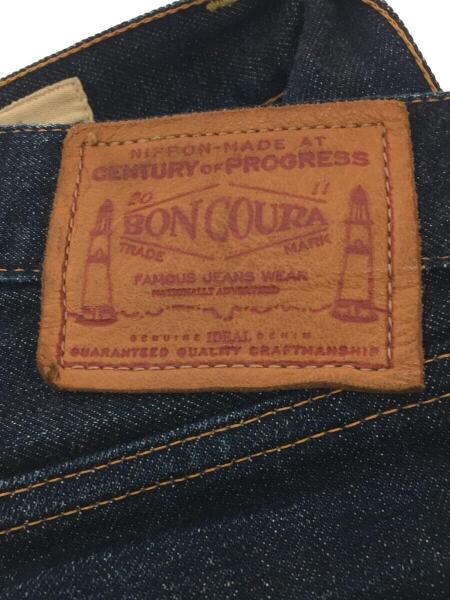 NIPPON-MADE AT
CENTURY OF PROGRESS
20 11
BONCOURA
TRADE MARK
FAMOUS JEANS WEAR
NATIONALLY ADVERTISED
GENUINE IDEAL DENIM
GUARANTEED QUALITY CRAFTMANSHIP